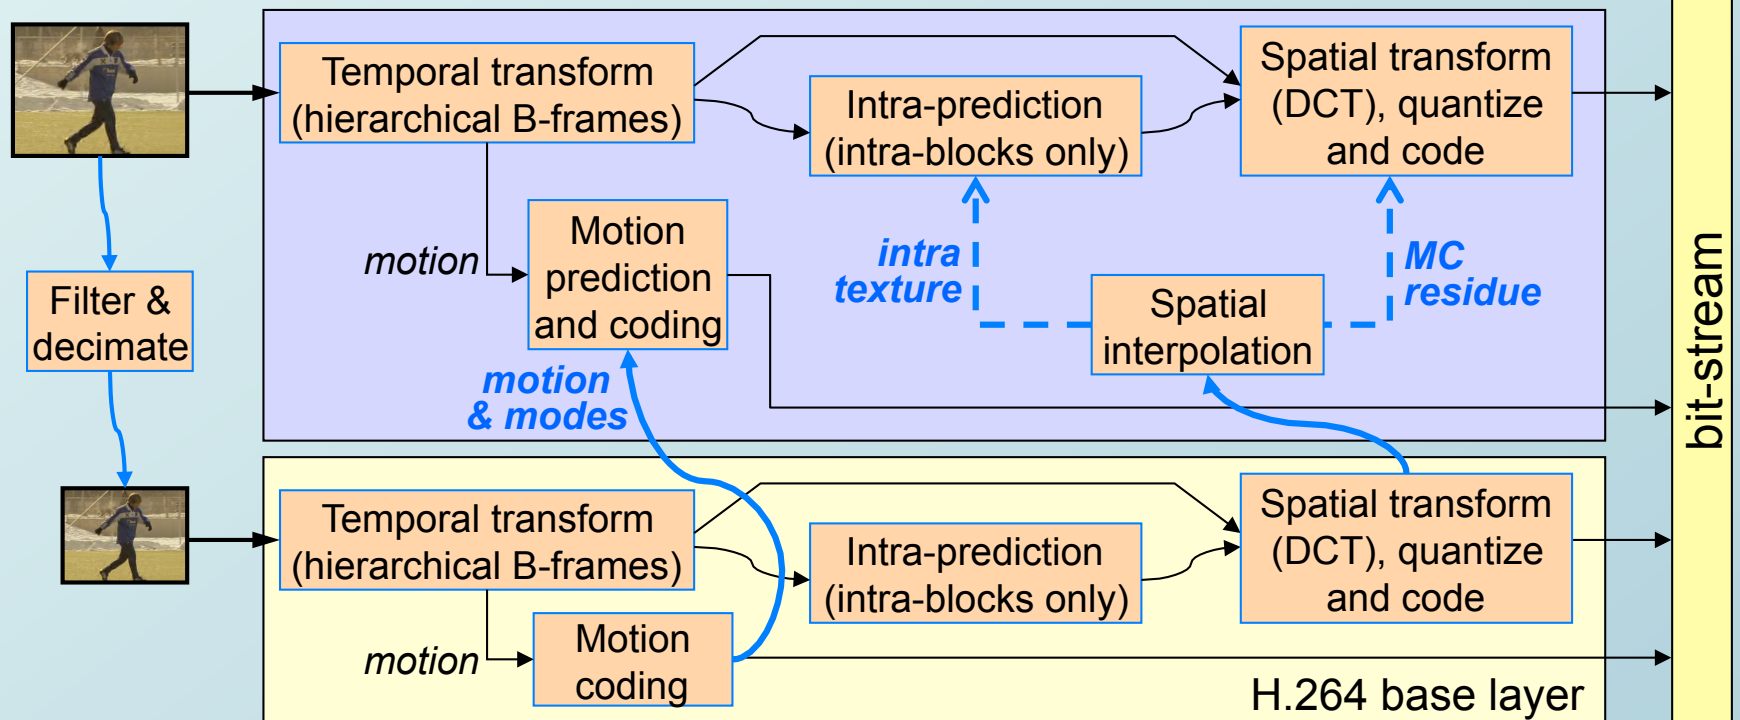 Temporal transform
(hierarchical B-frames)
Intra-prediction
(intra-blocks only)
Spatial transform
(DCT), quantize
and code
motion
Motion
prediction
and coding
intra
texture
MC
residue
Spatial
interpolation
Filter &
decimate
motion
& modes
bit-stream
Temporal transform
(hierarchical B-frames)
Intra-prediction
(intra-blocks only)
Spatial transform
(DCT), quantize
and code
motion
Motion
coding
H.264 base layer